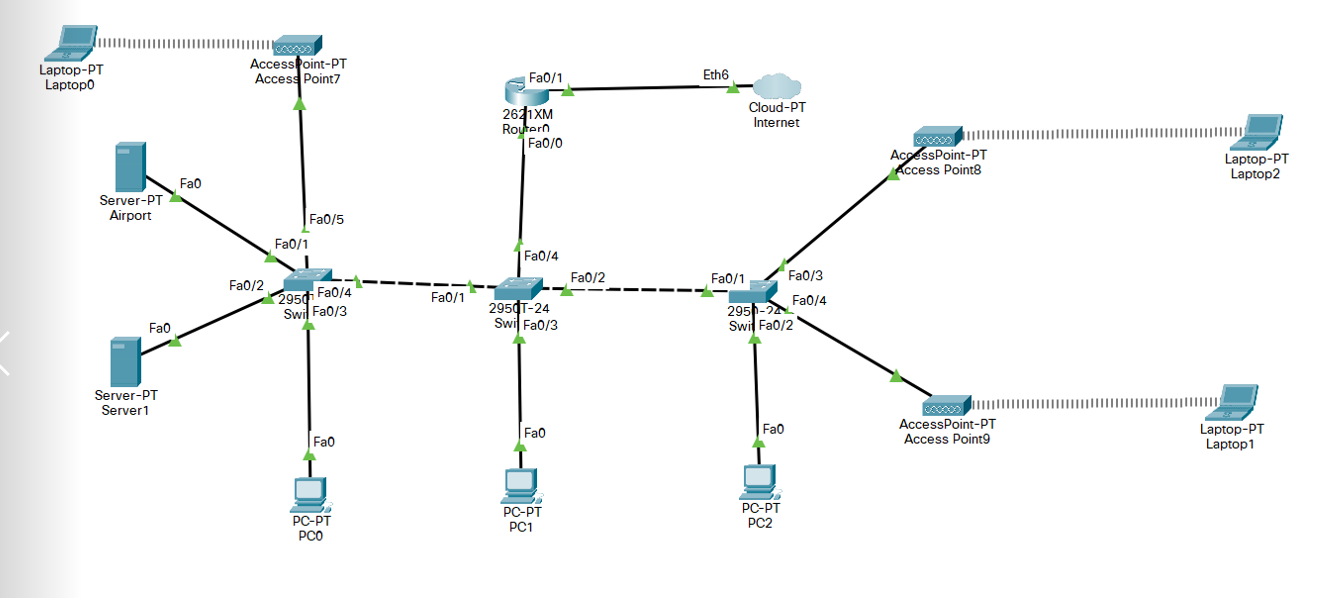 Laptop-PT
Laptop0
AccessPoint-PT
Access Point7
Fa0/1
2621XM
Router0
Fa0/0
Eth6
Cloud-PT
Internet
AccessPoint-PT
Access Point8
Laptop-PT
Laptop2
Server-PT
Airport
Fa0
Fa0/5
Fa0/1
Fa0/2
Fa0/4
Fa0/3
2950T-24
Fa0/4
Fa0/1
Fa0/2
Fa0/3
Fa0/1
Fa0/3
Fa0/4
2950-24
Fa0/2
Fa0
Server-PT
Server1
Fa0
PC-PT
PC0
Fa0
PC-PT
PC1
Fa0
PC-PT
PC2
AccessPoint-PT
Access Point9
Laptop-PT
Laptop1